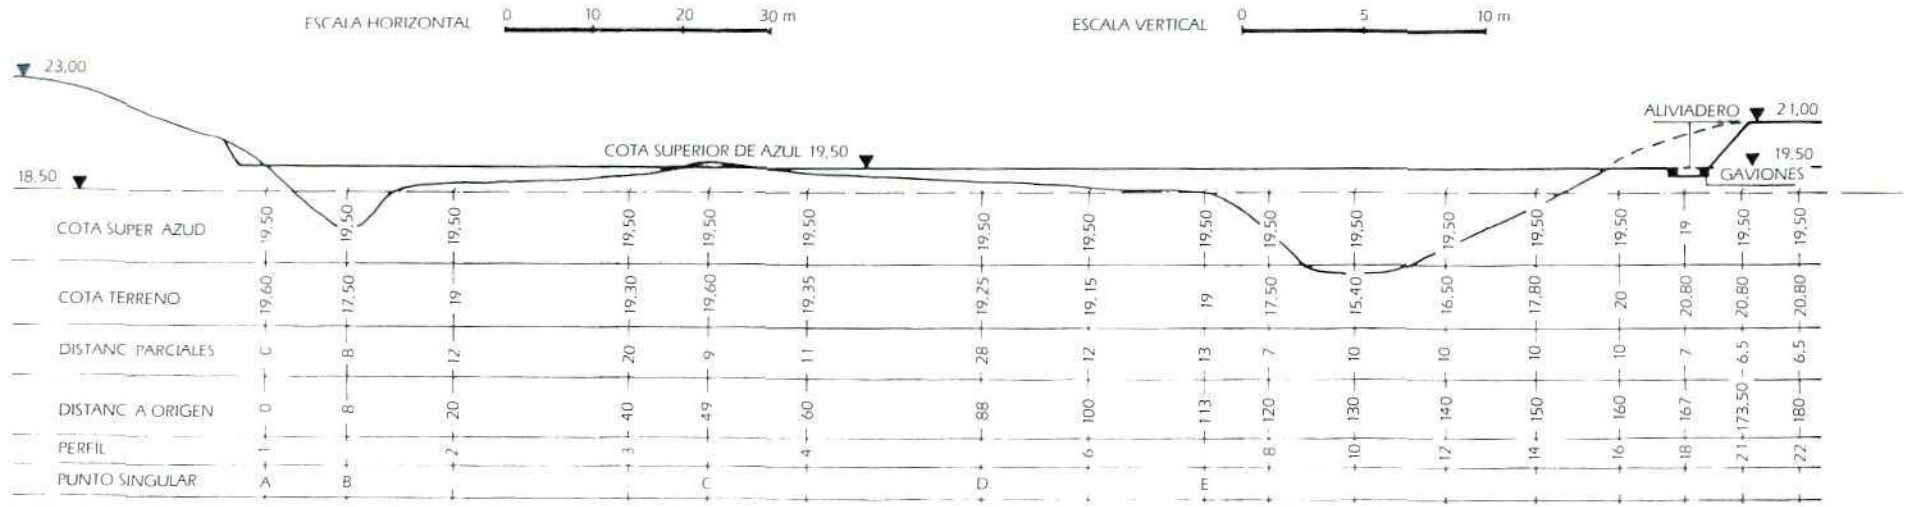 ESCALA HORIZONTAL 0 10 20 30 m
ESCALA VERTICAL 0 5 10 m
23,00
ALIVIADERO 21,00
COTA SUPERIOR DE AZUL 19,50
19.50
18.50
GAVIONES
COTA SUPER AZUD 19,50 19,50 19,50 19,50 19,50 19,50 19,50 19,50 19,50 19,50 19,50 19,50 19,50 19 19,50 19,50
COTA TERRENO 19,60 17.50 19 19.30 19,60 19,35 19,25 19,15 19 17,50 15,40 16,50 17,80 20 20,80 20,80 20,80
DISTANC PARCIALES 0 8 12 20 9 11 28 12 13 7 10 10 10 10 7 6.5 6.5
DISTANC A ORIGEN 0 8 20 40 49 60 88 100 113 120 130 140 150 160 167 173,50 180
PERFIL 1 2 3 4 6 8 10 12 14 16 18 21 22
PUNTO SINGULAR A B C D E